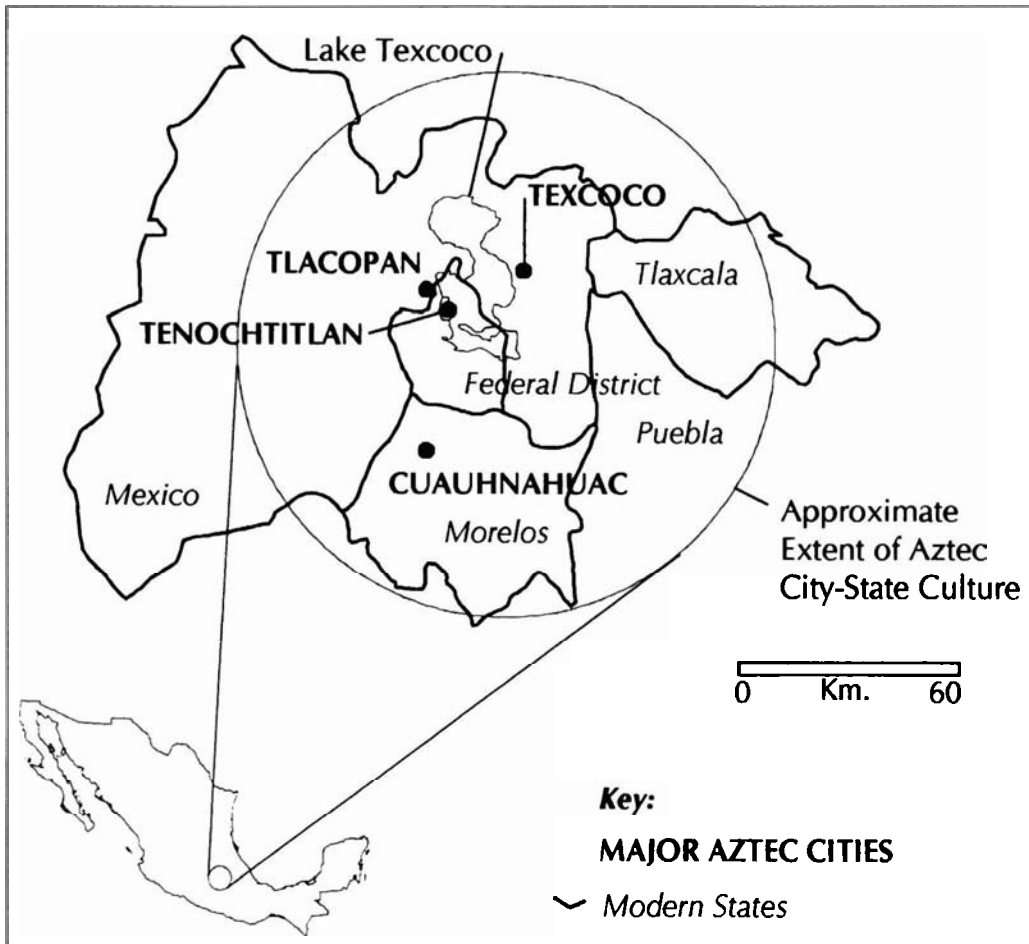 Lake Texcoco
TEXCOCO
TLACOPAN
Tlaxcala
TENOCHTITLAN
Federal District
Puebla
CUAUHNAHUAC
Mexico
Morelos
Approximate
Extent of Aztec
City-State Culture
0 Km. 60
Key:
MAJOR AZTEC CITIES
Modern States